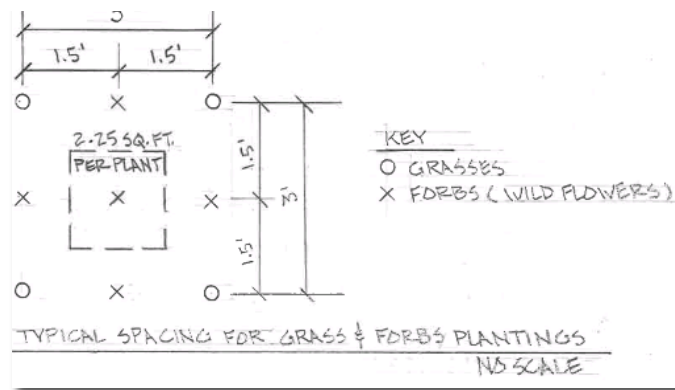 1.5' 1.5'
2.25 SQ.FT.
PER PLANT
1.5'
3'
1.5'
KEY
O GRASSES
X FORBS (WILD FLOWERS)
TYPICAL SPACING FOR GRASS & FORBS PLANTINGS
NO SCALE